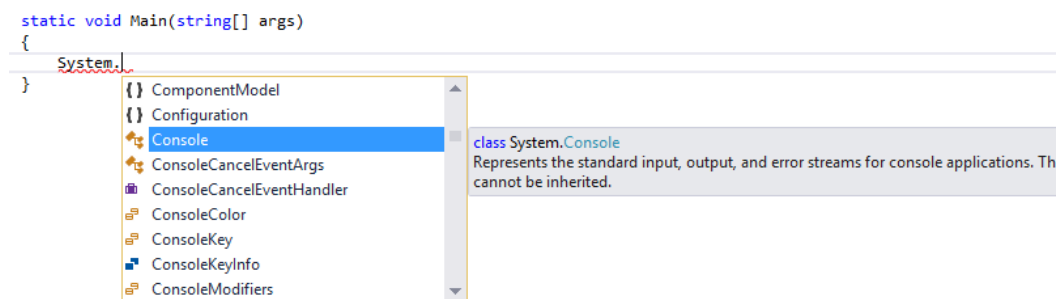 static void Main(string[] args)
{
System.
}
{ } ComponentModel
{ } Configuration
Console
ConsoleCancelEventArgs
ConsoleCancelEventHandler
ConsoleColor
ConsoleKey
ConsoleKeyInfo
ConsoleModifiers
class System.Console
Represents the standard input, output, and error streams for console applications. Th
cannot be inherited.